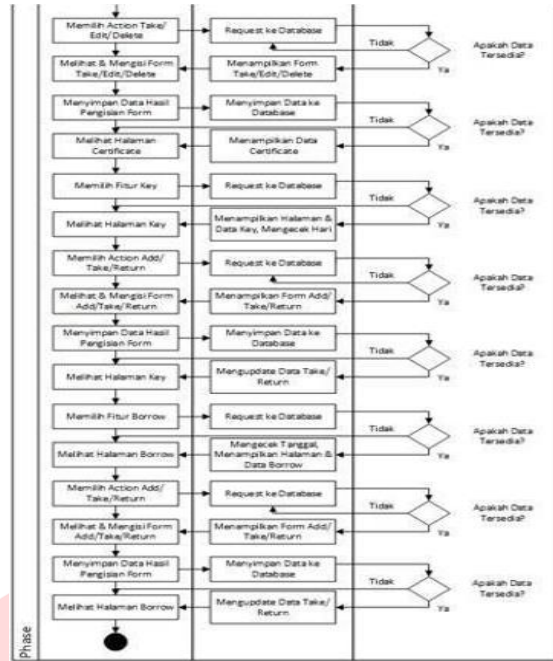 Memilih Action Take/
Edit/Delete
Request ke Database
Tidak
Apakah Data
Tersedia?
Melihat & Mengisi Form
Take/Edit/Delete
Menampilkan Form
Take/Edit/Delete
Ya
Menyimpan Data Hasil
Pengisian Form
Menyimpan Data ke
Database
Tidak
Apakah Data
Tersedia?
Melihat Halaman
Certificate
Menampilkan Data
Certificate
Ya
Memilih Fitur Key
Request ke Database
Tidak
Apakah Data
Tersedia?
Melihat Halaman Key
Menampilkan Halaman &
Data Key, Mengecek Hari
Ya
Memilih Action Add/
Take/Return
Request ke Database
Tidak
Apakah Data
Tersedia?
Melihat & Mengisi Form
Add/Take/Return
Menampilkan Form Add/
Take/Return
Ya
Menyimpan Data Hasil
Pengisian Form
Menyimpan Data ke
Database
Tidak
Apakah Data
Tersedia?
Melihat Halaman Key
Mengupdate Data Take/
Return
Ya
Memilih Fitur Borrow
Request ke Database
Tidak
Apakah Data
Tersedia?
Melihat Halaman Borrow
Mengecek Tanggal,
Menampilkan Halaman &
Data Borrow
Ya
Memilih Action Add/
Take/Return
Request ke Database
Tidak
Apakah Data
Tersedia?
Melihat & Mengisi Form
Add/Take/Return
Menampilkan Form Add/
Take/Return
Ya
Menyimpan Data Hasil
Pengisian Form
Menyimpan Data ke
Database
Tidak
Apakah Data
Tersedia?
Melihat Halaman Borrow
Mengupdate Data Take/
Return
Ya
Phase